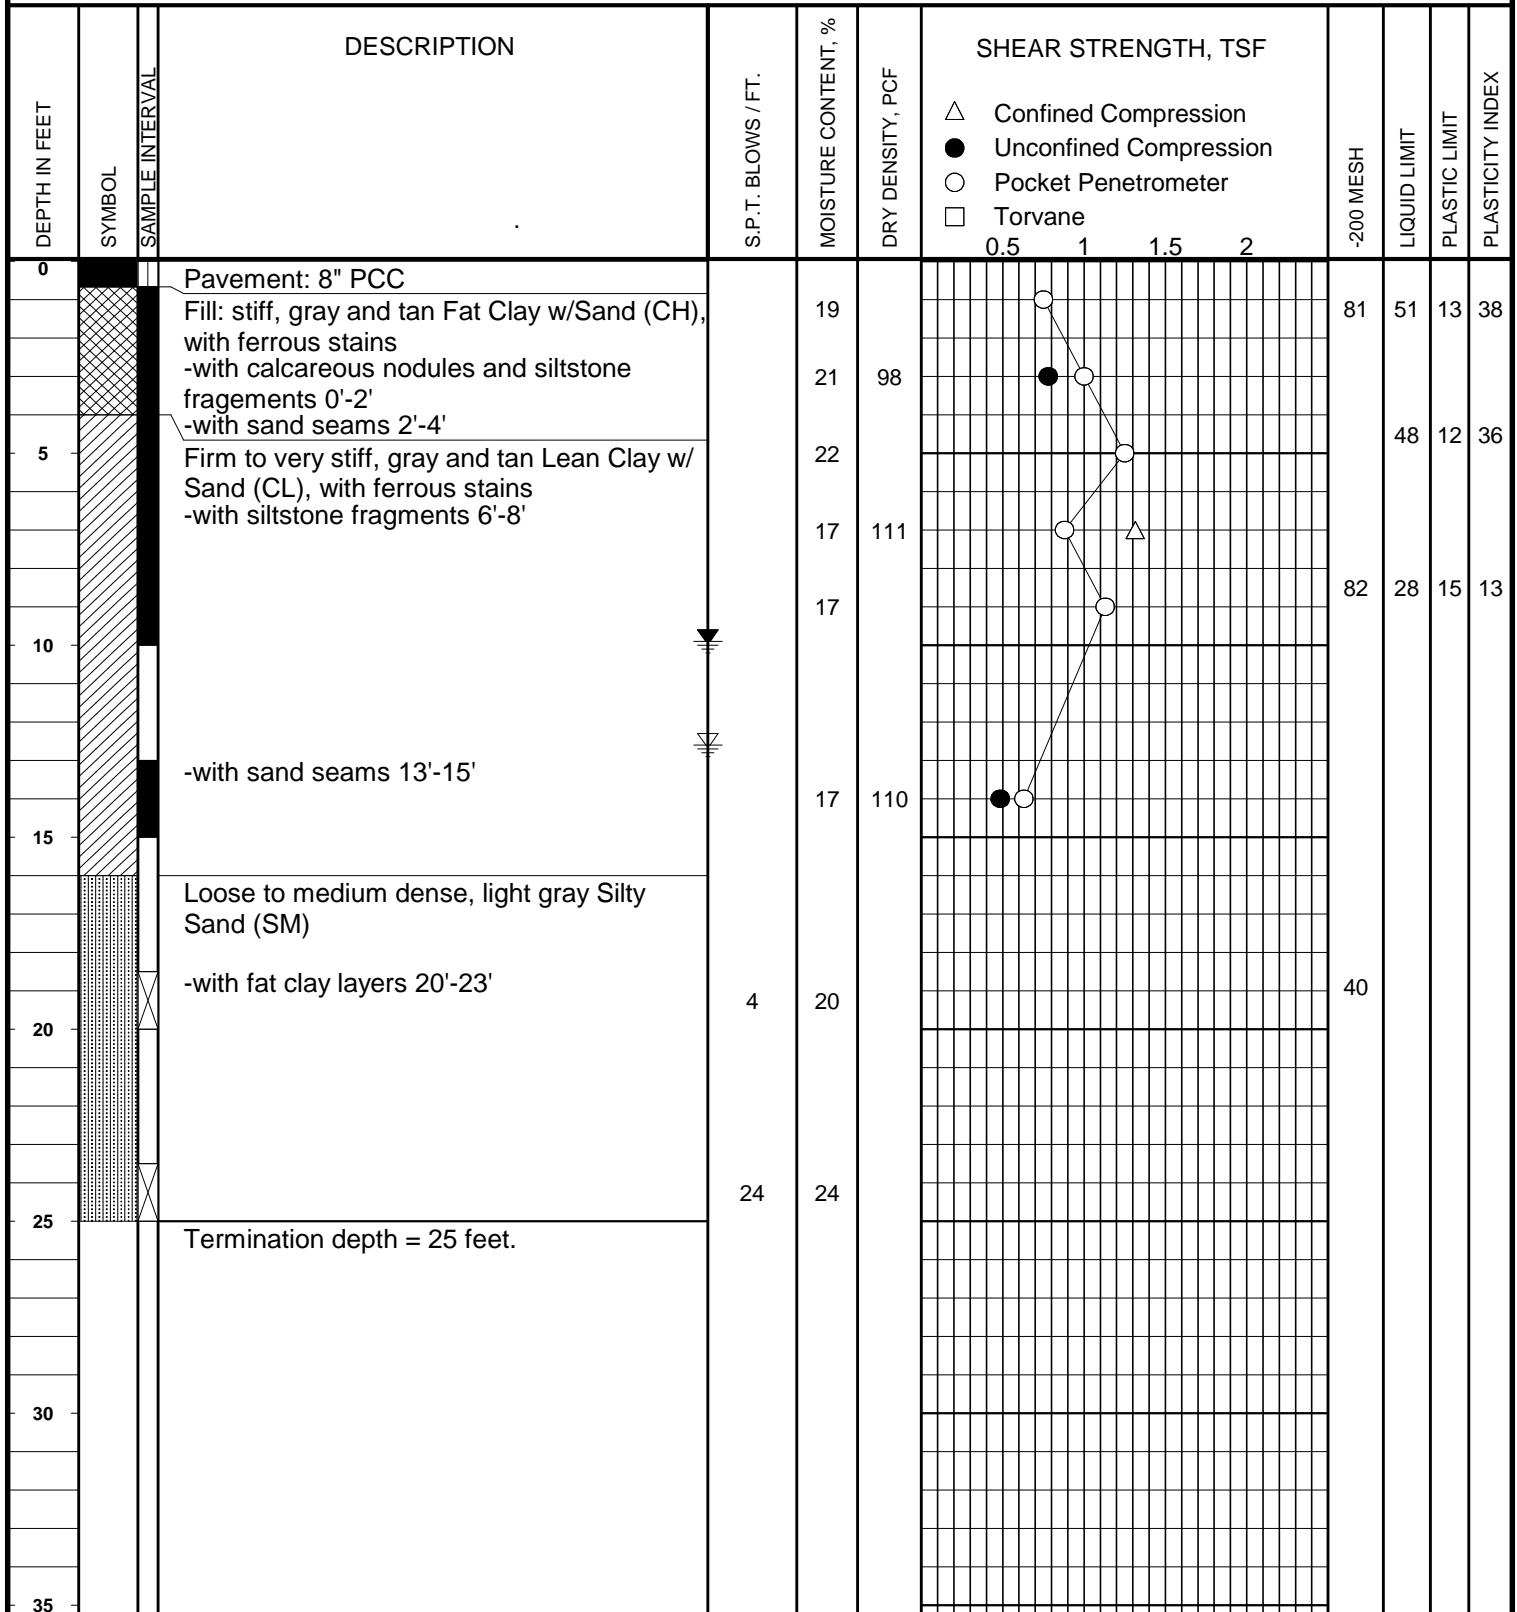 DEPTH IN FEET
SYMBOL
SAMPLE INTERVAL
DESCRIPTION
.
S.P.T. BLOWS / FT.
MOISTURE CONTENT, %
DRY DENSITY, PCF
SHEAR STRENGTH, TSF
Confined Compression
Unconfined Compression
Pocket Penetrometer
Torvane
0.5 1 1.5 2
-200 MESH
LIQUID LIMIT
PLASTIC LIMIT
PLASTICITY INDEX
0
Pavement: 8" PCC
Fill: stiff, gray and tan Fat Clay w/Sand (CH),
19 81 51 13 38
with ferrous stains
-with calcareous nodules and siltstone
21 98
fragements 0'-2'
-with sand seams 2'-4'
48 12 36
5
Firm to very stiff, gray and tan Lean Clay w/
22
Sand (CL), with ferrous stains
-with siltstone fragments 6'-8'
17 111
82 28 15 13
17
10
-with sand seams 13'-15'
17 110
15
Loose to medium dense, light gray Silty
Sand (SM)
-with fat clay layers 20'-23'
40
4 20
20
24 24
25
Termination depth = 25 feet.
30
35